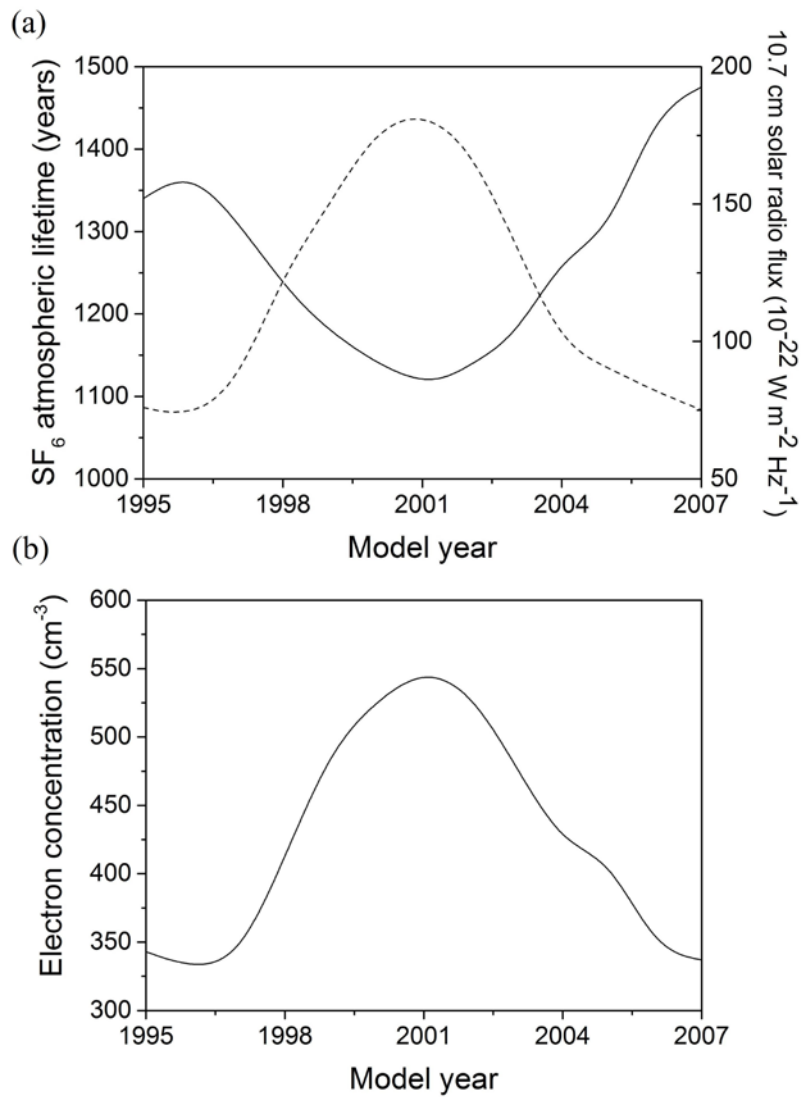 (a)
SF6 atmospheric lifetime (years)
1500
1400
1300
1200
1100
1000
200
150
100
50
10.7 cm solar radio flux (10-22 W m-2 Hz-1)
1995 1998 2001 2004 2007
Model year
(b)
Electron concentration (cm-3)
600
550
500
450
400
350
300
1995 1998 2001 2004 2007
Model year